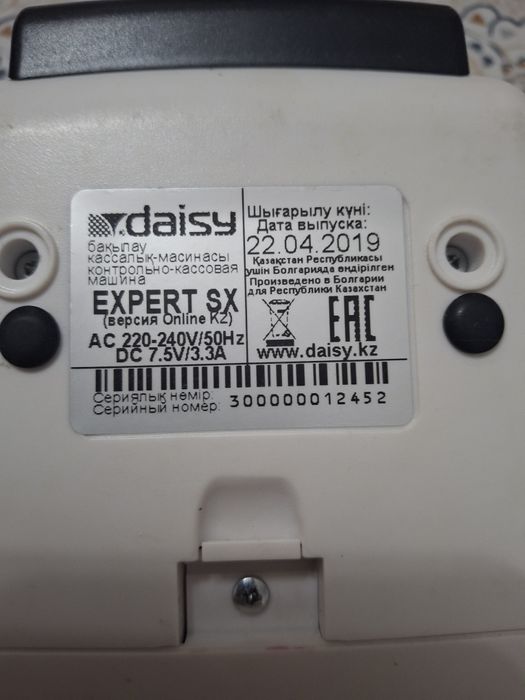 daisy
бақылау
кассалық-масинасы
контрольно-кассовая
машина
EXPERT SX
(версия Online KZ)
AC 220-240V/50Hz
DC 7.5V/3.3A
Шығарылу күні:
Дата выпуска:
22.04.2019
Қазақстан Республикасы
үшін Болгарияда өндірілген
Произведено в Болгарии
для Республики Казахстан
EAC
www.daisy.kz
Сериялық нөмір:
Серийный номер: 300000012452